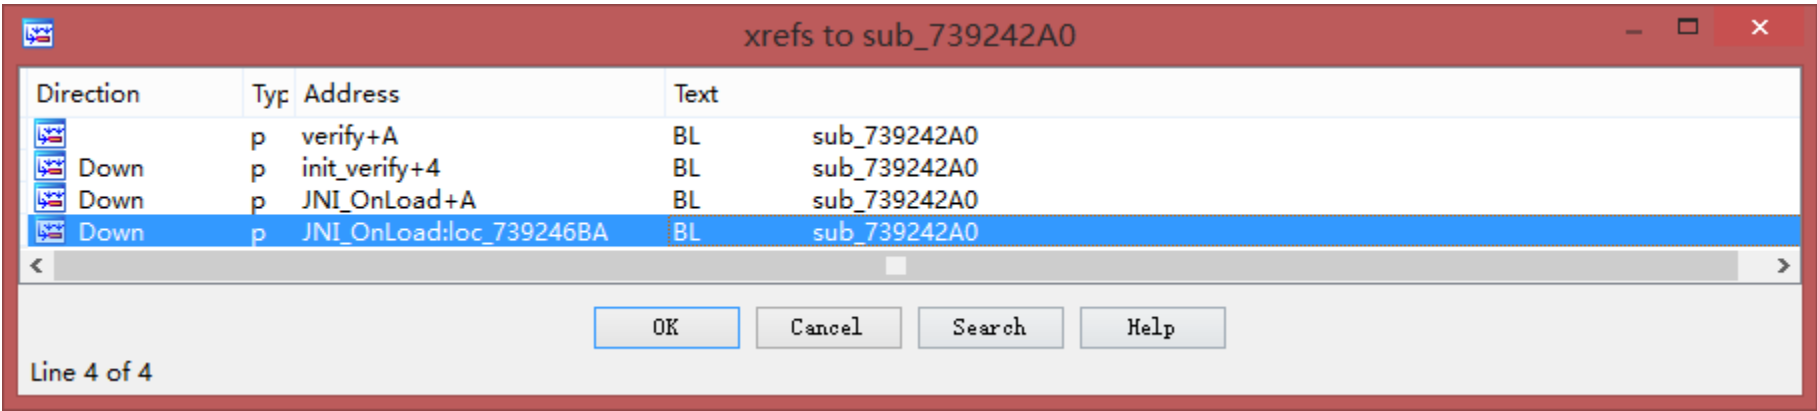 xrefs to sub_739242A0
Direction Typ Address Text
p verify+A BL sub_739242A0
Down p init_verify+4 BL sub_739242A0
Down p JNI_OnLoad+A BL sub_739242A0
Down p JNI_OnLoad:loc_739246BA BL sub_739242A0
OK Cancel Search Help
Line 4 of 4